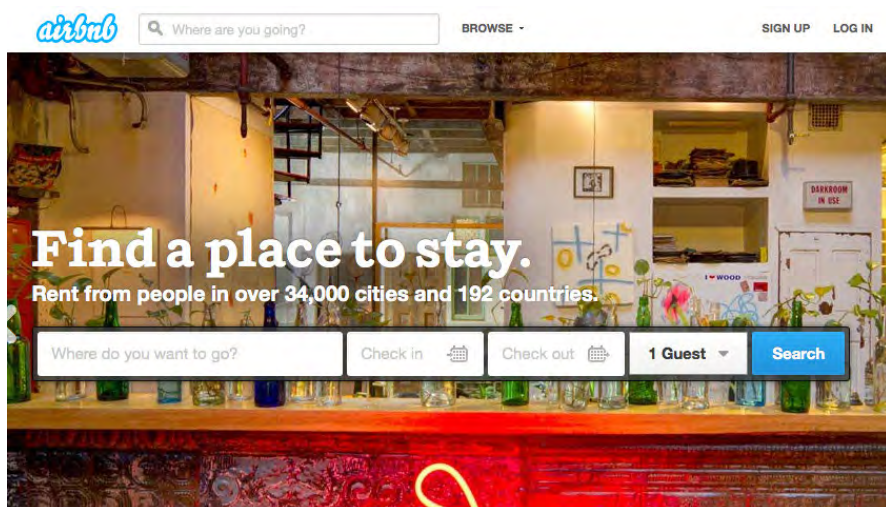 airbnb
Where are you going?
BROWSE
SIGN UP
LOG IN
DARKROOM
IN USE
Find a place to stay.
I ♥ WOOD
Rent from people in over 34,000 cities and 192 countries.
Where do you want to go?
Check in
Check out
1 Guest
Search